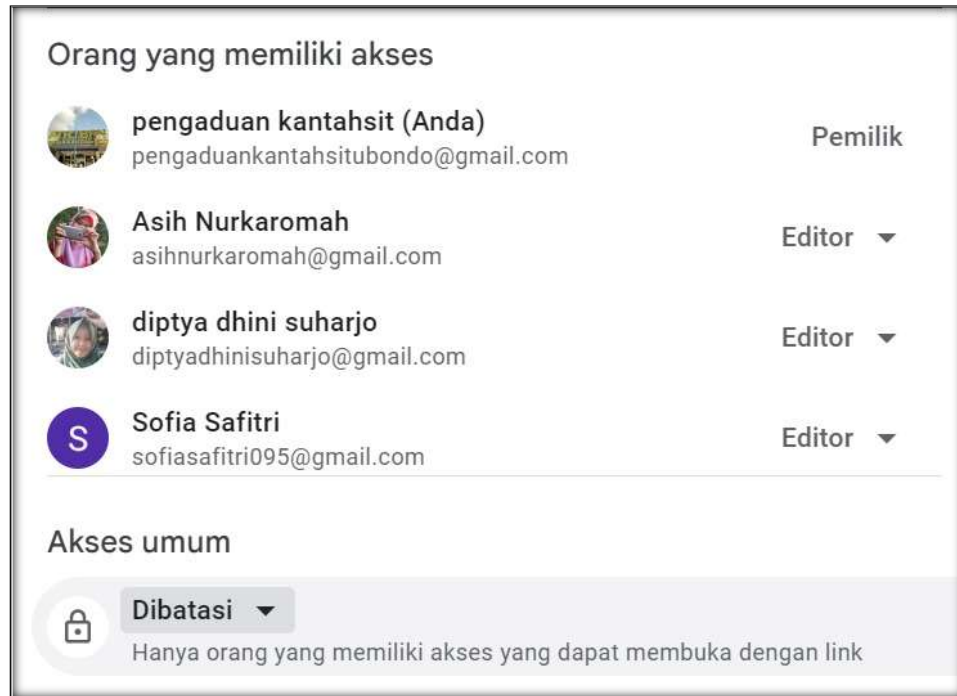 Orang yang memiliki akses
pengaduan kantahsit (Anda)
pengaduankantahsitubondo@gmail.com
Pemilik
Asih Nurkaromah
asihnurkaromah@gmail.com
Editor
diptya dhini suharjo
diptyadhinisuharjo@gmail.com
Editor
S
Sofia Safitri
sofiasafitri095@gmail.com
Editor
Akses umum
Dibatasi
Hanya orang yang memiliki akses yang dapat membuka dengan link